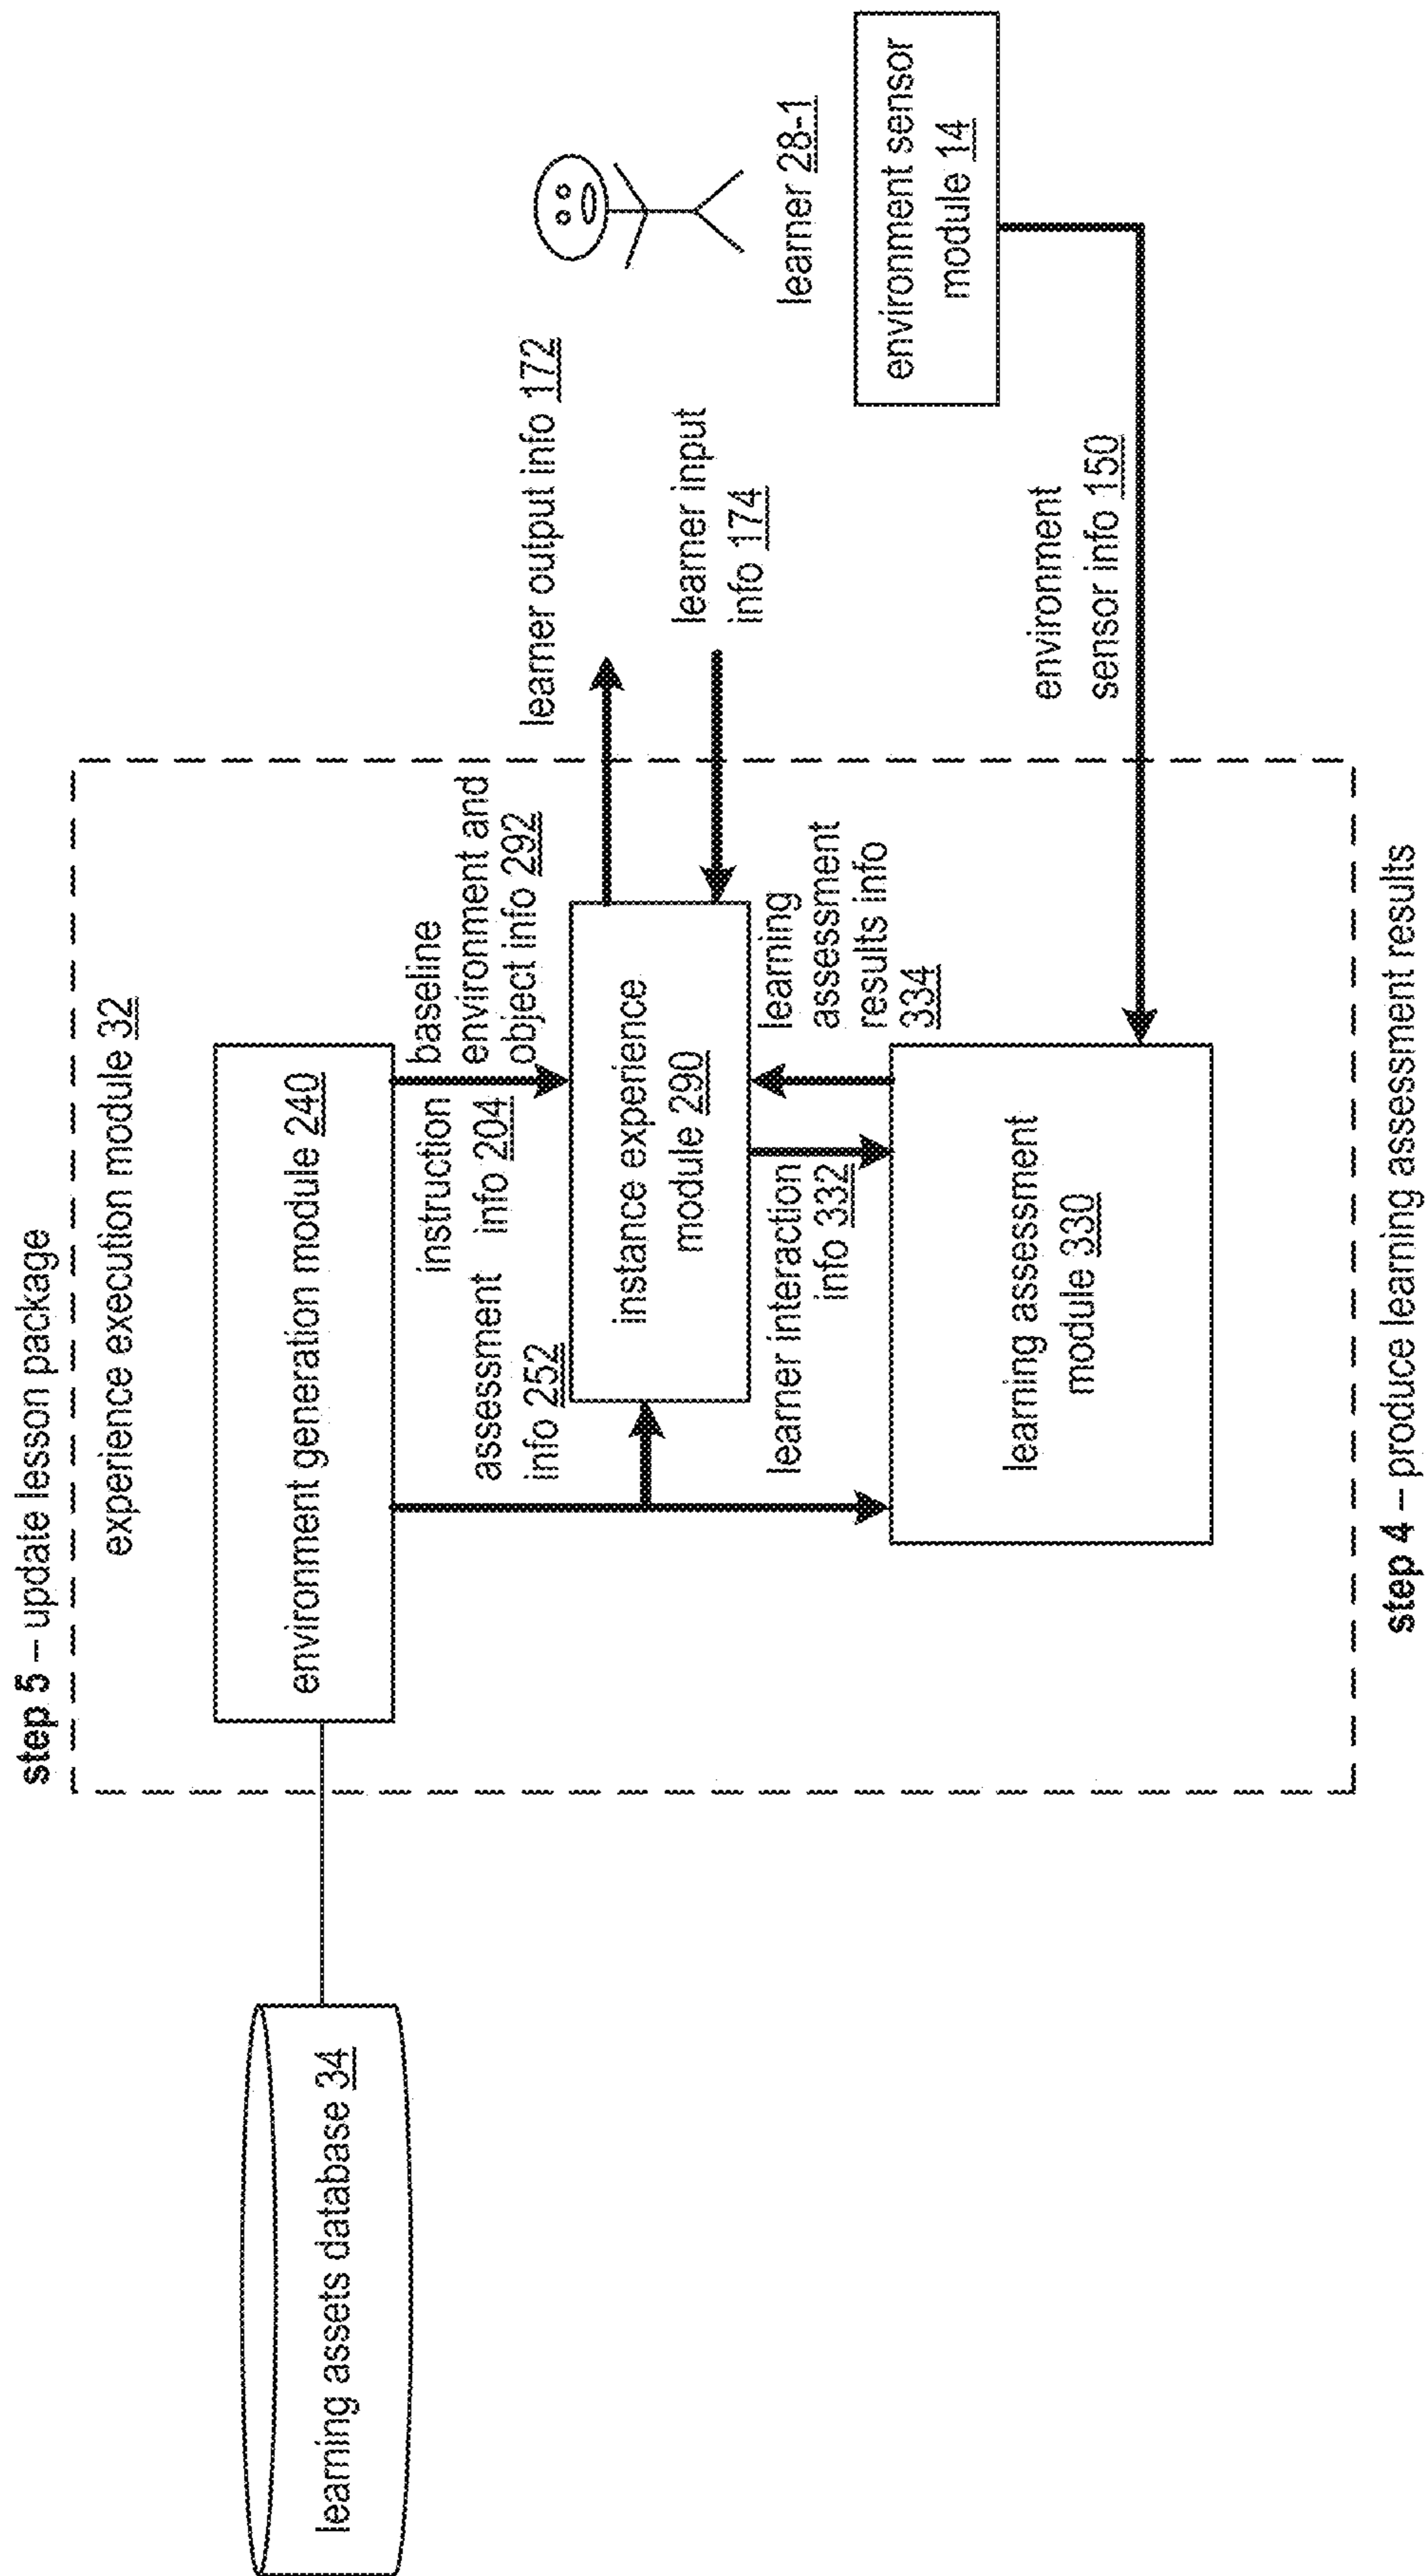 step 5 – update lesson package
experience execution module 32
learning assets database 34
environment generation module 240
assessment
info 252
instruction
info 204
baseline
environment and
object info 292
instance experience
module 290
learner output info 172
learner input
info 174
learner 28-1
learner interaction
info 332
learning
assessment
results info
334
learning assessment
module 330
environment
sensor info 150
environment sensor
module 14
step 4 – produce learning assessment results